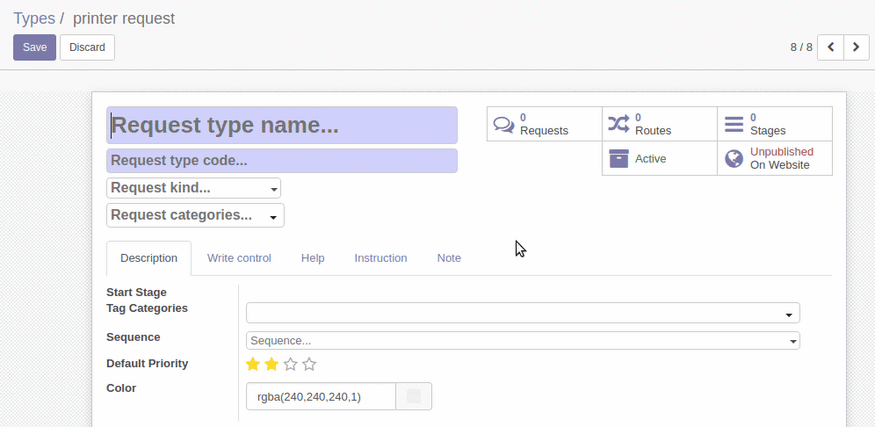 Types / printer request
Save Discard
8 / 8
Request type name...
Request type code...
Request kind...
Request categories...
0 Requests
0 Routes
0 Stages
Active
Unpublished On Website
Description Write control Help Instruction Note
Start Stage
Tag Categories
Sequence Sequence...
Default Priority
Color rgba(240,240,240,1)